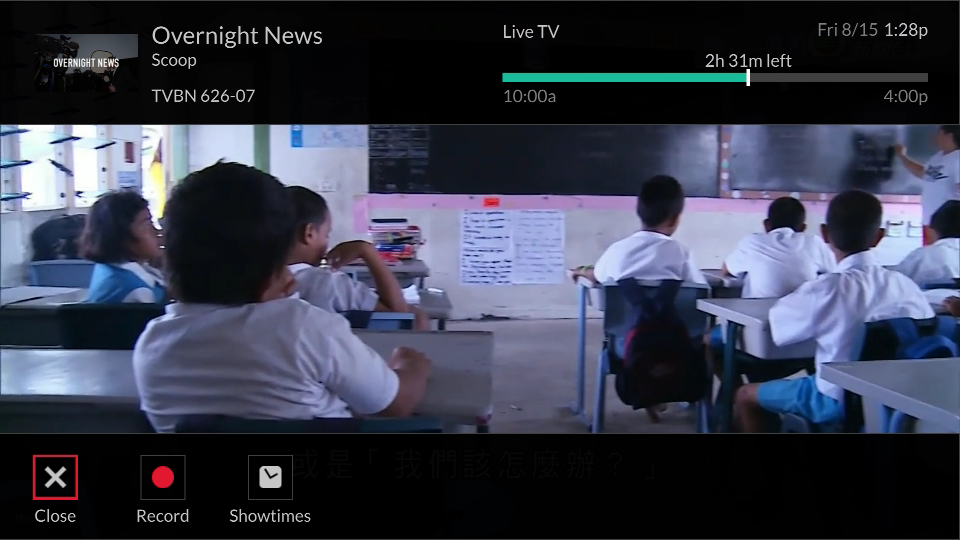 OVERNIGHT NEWS
Overnight News
Scoop
TVBN 626-07
Live TV
Fri 8/15 1:28p
2h 31m left
10:00a
4:00p
或是「我們該怎麼辦？」
Close
Record
Showtimes